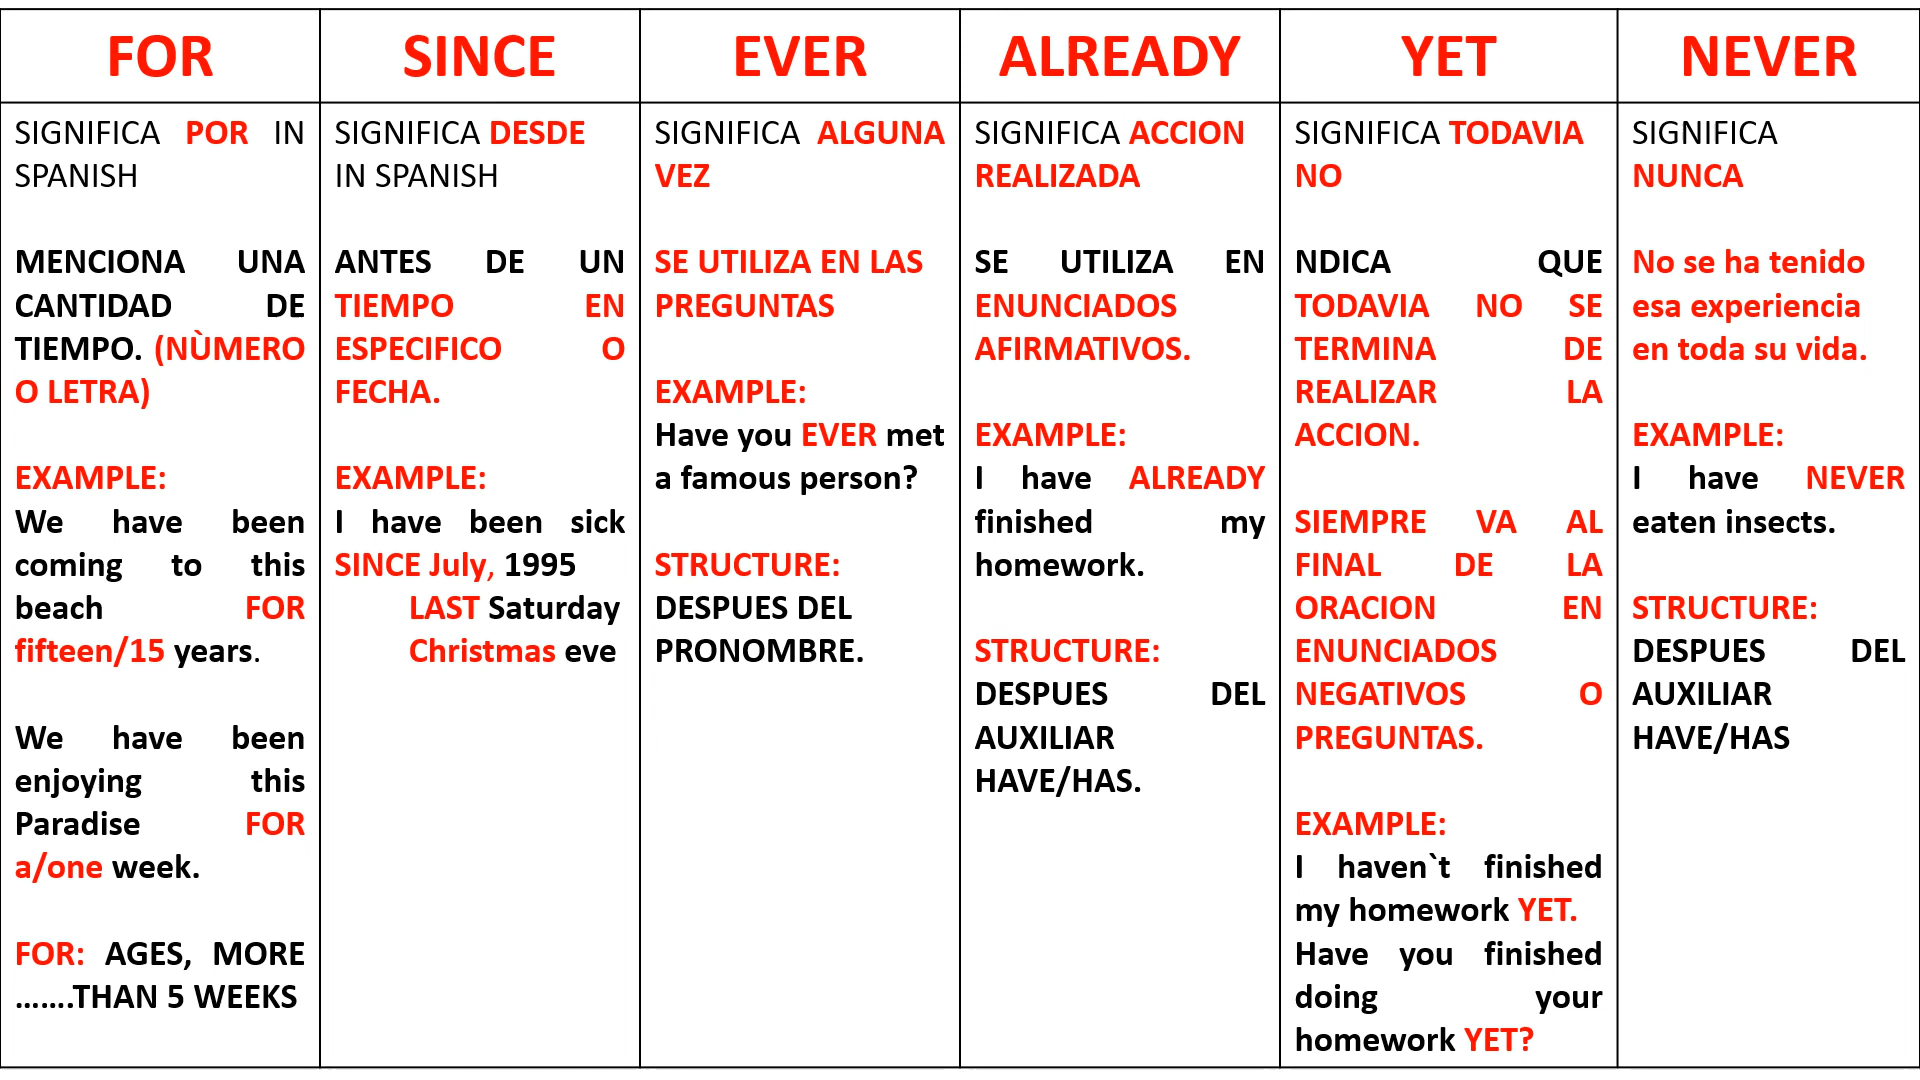 FOR
SIGNIFICA POR IN
SPANISH
MENCIONA UNA
CANTIDAD DE
TIEMPO. (NÙMERO
O LETRA)
EXAMPLE:
We have been
coming to this
beach FOR
fifteen/15 years.
We have been
enjoying this
Paradise FOR
a/one week.
FOR: AGES, MORE
…….THAN 5 WEEKS
SINCE
SIGNIFICA DESDE
IN SPANISH
ANTES DE UN
TIEMPO EN
ESPECIFICO O
FECHA.
EXAMPLE:
I have been sick
SINCE July, 1995
LAST Saturday
Christmas eve
EVER
SIGNIFICA ALGUNA
VEZ
SE UTILIZA EN LAS
PREGUNTAS
EXAMPLE:
Have you EVER met
a famous person?
STRUCTURE:
DESPUES DEL
PRONOMBRE.
ALREADY
SIGNIFICA ACCION
REALIZADA
SE UTILIZA EN
ENUNCIADOS
AFIRMATIVOS.
EXAMPLE:
I have ALREADY
finished my
homework.
STRUCTURE:
DESPUES DEL
AUXILIAR
HAVE/HAS.
YET
SIGNIFICA TODAVIA
NO
NDICA QUE
TODAVIA NO SE
TERMINA DE
REALIZAR LA
ACCION.
SIEMPRE VA AL
FINAL DE LA
ORACION EN
ENUNCIADOS
NEGATIVOS O
PREGUNTAS.
EXAMPLE:
I haven`t finished
my homework YET.
Have you finished
doing your
homework YET?
NEVER
SIGNIFICA
NUNCA
No se ha tenido
esa experiencia
en toda su vida.
EXAMPLE:
I have NEVER
eaten insects.
STRUCTURE:
DESPUES DEL
AUXILIAR
HAVE/HAS